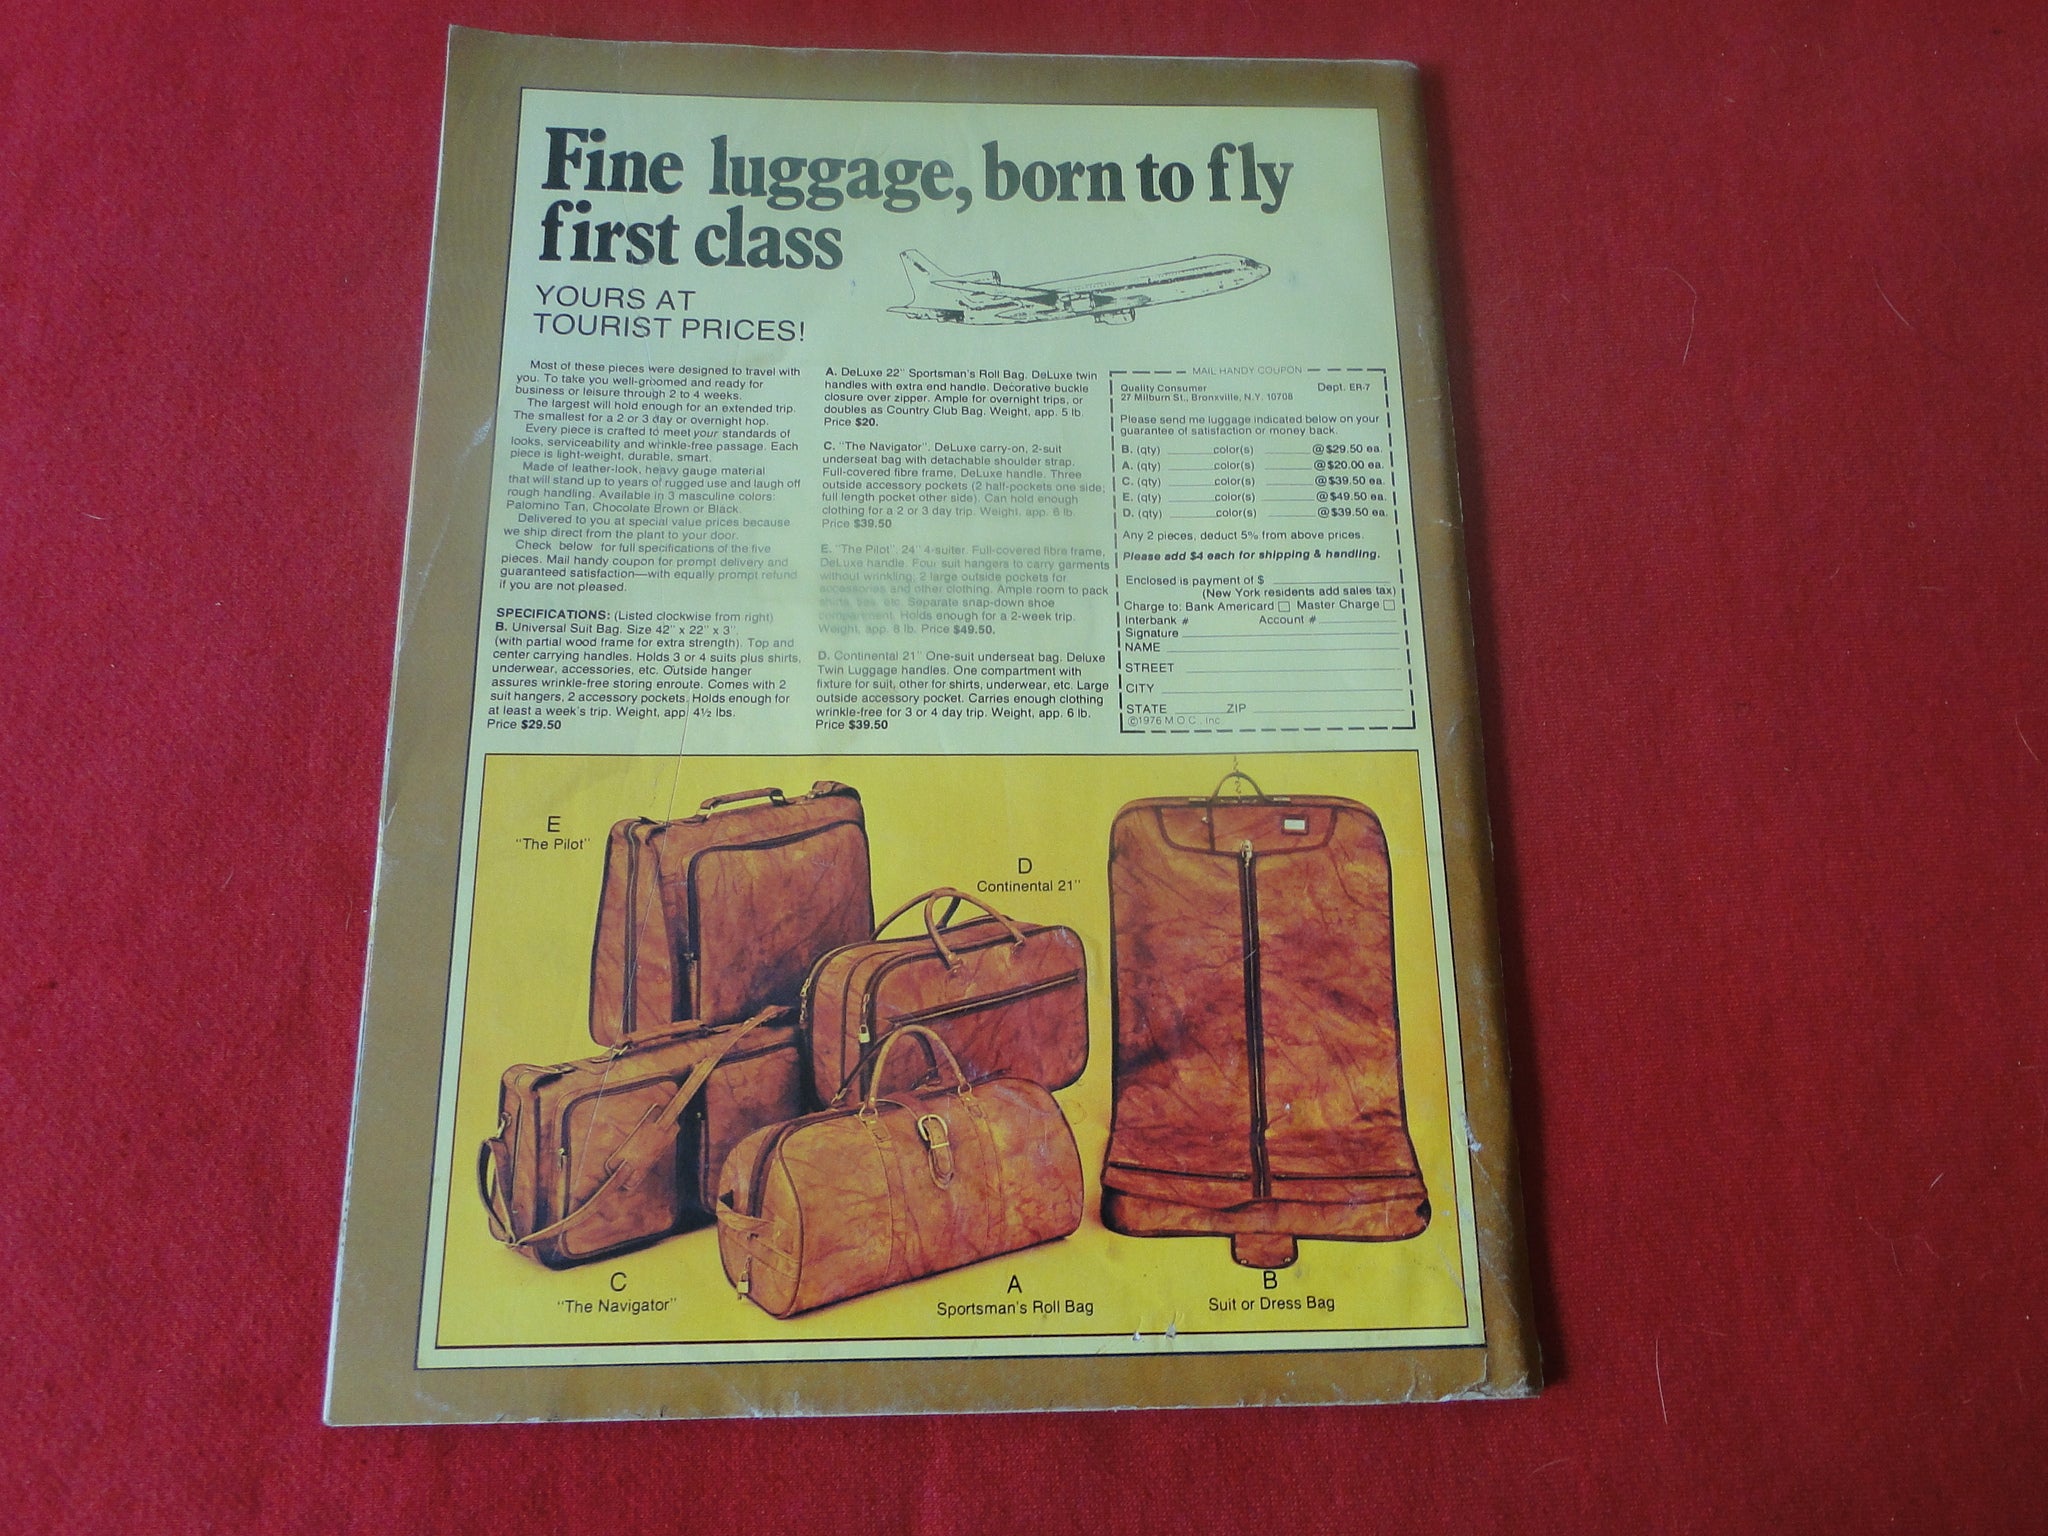 Fine luggage, born to fly
first class
YOURS AT
TOURIST PRICES!
Most of these pieces were designed to travel with
you. To take you well-groomed and ready for
business or leisure through 2 to 4 weeks.
The largest will hold enough for an extended trip.
The smallest for a 2 or 3 day or overnight hop.
Every piece is crafted to meet your standards of
looks, serviceability and wrinkle-free passage. Each
piece is light-weight, durable, smart.
Made of leather-look, heavy gauge material
that will stand up to years of rugged use and laugh off
rough handling. Available in 3 masculine colors:
Palomino Tan, Chocolate Brown or Black.
Delivered to you at special value prices because
we ship direct from the plant to your door.
Check below for full specifications of the five
pieces. Mail handy coupon for prompt delivery and
guaranteed satisfaction—with equally prompt refund
if you are not pleased.
SPECIFICATIONS: (Listed clockwise from right)
B. Universal Suit Bag. Size 42" x 22" x 3".
(with partial wood frame for extra strength). Top and
center carrying handles. Holds 3 or 4 suits plus shirts,
underwear, accessories, etc. Outside hanger
assures wrinkle-free storing enroute. Comes with 2
suit hangers, 2 accessory pockets. Holds enough for
at least a week's trip. Weight, app. 4½ lbs.
Price $29.50
A. DeLuxe 22" Sportsman's Roll Bag. DeLuxe twin
handles with extra end handle. Decorative buckle
closure over zipper. Ample for overnight trips, or
doubles as Country Club Bag. Weight, app. 5 lb.
Price $20.
C. "The Navigator". DeLuxe carry-on, 2-suit
underseat bag with detachable shoulder strap.
Full-covered fibre frame, DeLuxe handle. Three
outside accessory pockets (2 half-pockets one side;
full length pocket other side). Can hold enough
clothing for a 2 or 3 day trip. Weight, app. 6 lb.
Price $39.50
E. "The Pilot". 24" 4-suiter. Full-covered fibre frame,
DeLuxe handle. Four suit hangers to carry garments
without wrinkling; 2 large outside pockets for
accessories and other clothing. Ample room to pack
shirts, ties, etc. Separate snap-down shoe
compartment. Holds enough for a 2-week trip.
Weight, app. 8 lb. Price $49.50.
D. Continental 21" One-suit underseat bag. Deluxe
Twin Luggage handles. One compartment with
fixture for suit, other for shirts, underwear, etc. Large
outside accessory pocket. Carries enough clothing
wrinkle-free for 3 or 4 day trip. Weight, app. 6 lb.
Price $39.50
MAIL HANDY COUPON
Quality Consumer Dept. ER-7
27 Milburn St., Bronxville, N.Y. 10708
Please send me luggage indicated below on your
guarantee of satisfaction or money back.
B. (qty) ______ color(s) ______ @ $29.50 ea.
A. (qty) ______ color(s) ______ @ $20.00 ea.
C. (qty) ______ color(s) ______ @ $39.50 ea.
E. (qty) ______ color(s) ______ @ $49.50 ea.
D. (qty) ______ color(s) ______ @ $39.50 ea.
Any 2 pieces, deduct 5% from above prices.
Please add $4 each for shipping & handling.
Enclosed is payment of $ ______
(New York residents add sales tax)
Charge to: Bank Americard □ Master Charge □
Interbank # Account # ______
Signature ______
NAME ______
STREET ______
CITY ______
STATE ______ ZIP ______
©1976 M.O.C., Inc.
E
"The Pilot"
D
Continental 21"
C
"The Navigator"
A
Sportsman's Roll Bag
B
Suit or Dress Bag